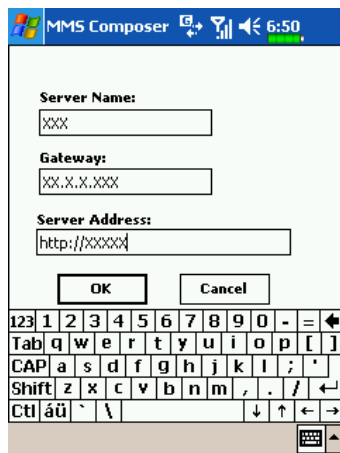 MMS Composer G 6:50
Server Name:
XXX
Gateway:
XX.X.X.XXX
Server Address:
http://XXXXX
OK Cancel
123 1 2 3 4 5 6 7 8 9 0 - =
Tab q w e r t y u i o p [ ]
CAP a s d f g h j k l ; '
Shift z x c v b n m , . /
Ctl áü ` \